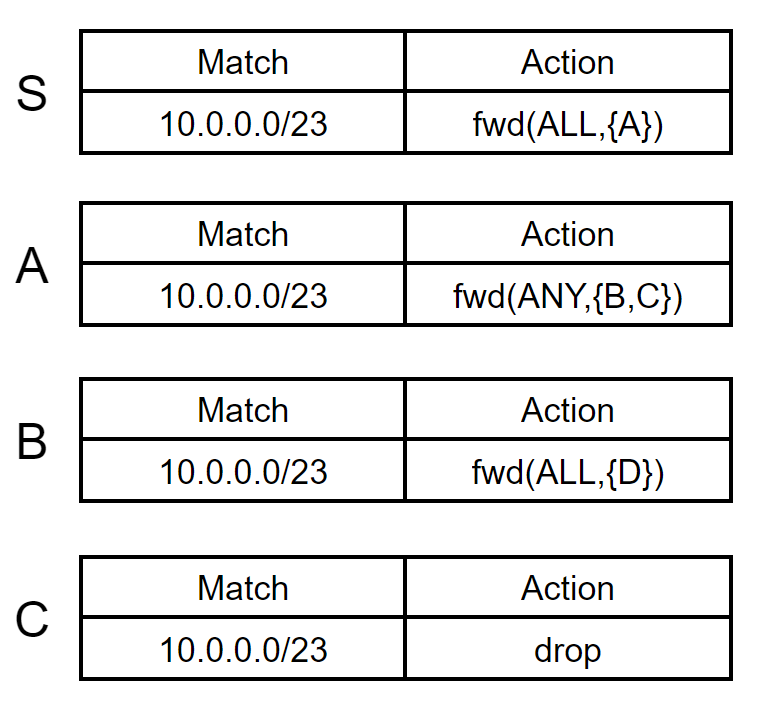 S
Match Action
10.0.0.0/23 fwd(ALL,{A})
A
Match Action
10.0.0.0/23 fwd(ANY,{B,C})
B
Match Action
10.0.0.0/23 fwd(ALL,{D})
C
Match Action
10.0.0.0/23 drop